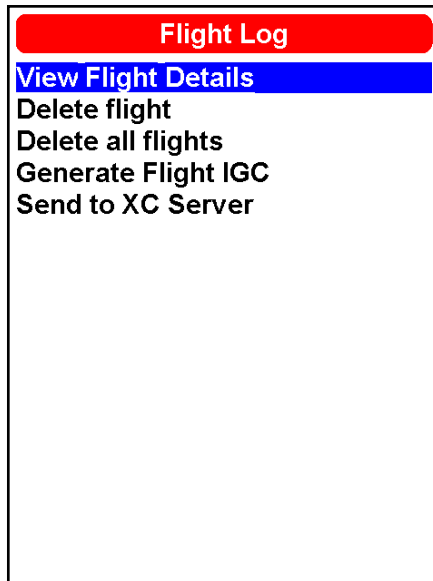 Flight Log
View Flight Details
Delete flight
Delete all flights
Generate Flight IGC
Send to XC Server